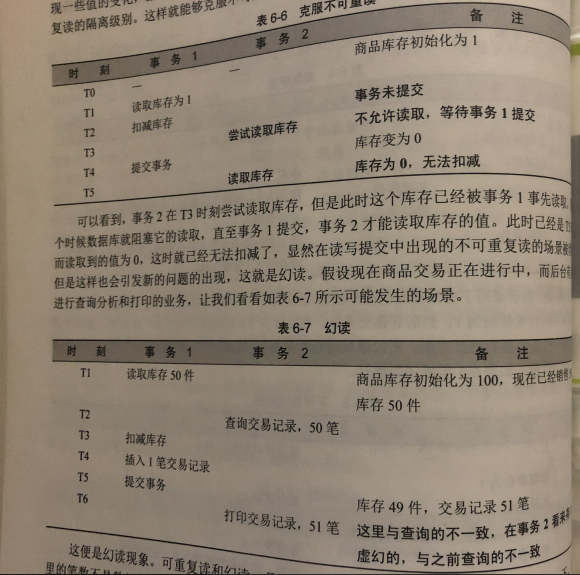 现一些值的变化，
复读的隔离级别。这样就能够克服不
表 6-6 克服不可重读
时 刻 事 务 1 事 务 2 备 注
T0 — — 商品库存初始化为 1
T1 读取库存为 1
T2 扣减库存 事务未提交
T3 尝试读取库存 不允许读取，等待事务 1 提交
T4 提交事务 库存变为 0
T5 读取库存 库存为 0，无法扣减
可以看到，事务 2 在 T3 时刻尝试读取库存，但是此时这个库存已经被事务 1 事先读取，
个时候数据库就阻塞它的读取，直至事务 1 提交，事务 2 才能读取库存的值。此时已经是
而读取到的值为 0，这时就已经无法扣减了，显然在读写提交中出现的不可重复读的场景
但是这样也会引发新的问题的出现，这就是幻读。假设现在商品交易正在进行中，而后台
进行查询分析和打印的业务，让我们看看如表 6-7 所示可能发生的场景。
表 6-7 幻读
时 刻 事 务 1 事 务 2 备 注
T1 读取库存 50 件 商品库存初始化为 100，现在已经销售
库存 50 件
T2 查询交易记录，50 笔
T3 扣减库存
T4 插入 1 笔交易记录
T5 提交事务 库存 49 件，交易记录 51 笔
T6 打印交易记录，51 笔 这里与查询的不一致，在事务 2 看来
虚幻的，与之前查询的不一致
这便是幻读现象。可重复读和幻读，
里的笔数不是